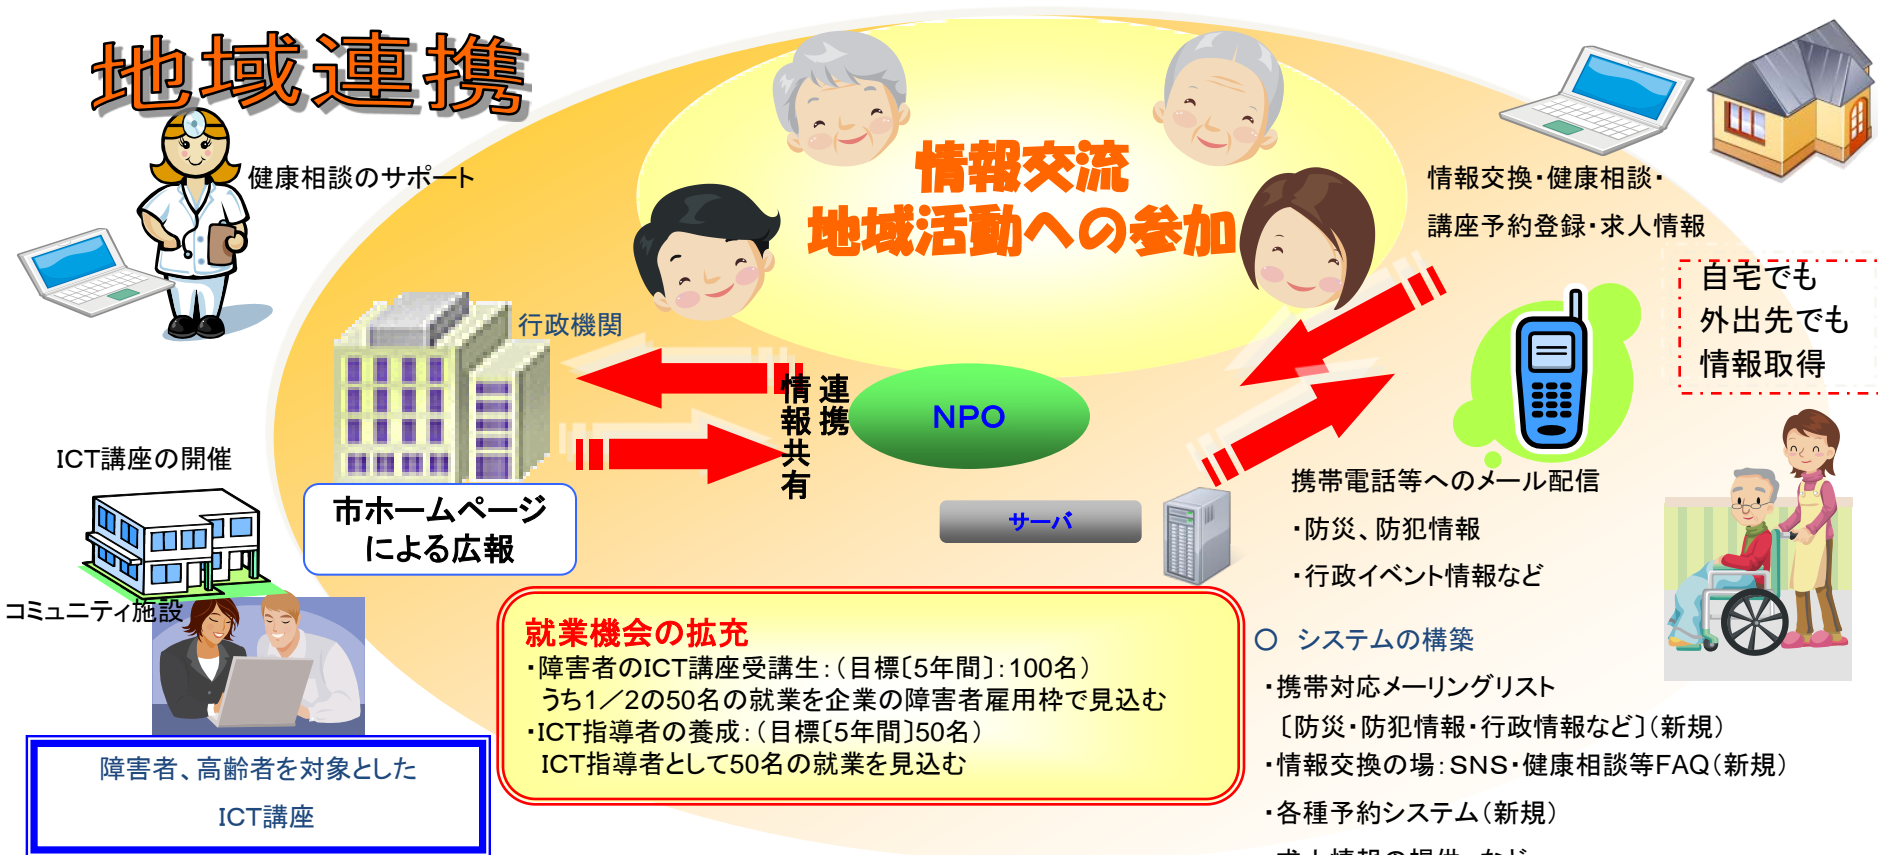 地域連携
健康相談のサポート
情報交流
地域活動への参加
情報交換・健康相談・
講座予約登録・求人情報
自宅でも
外出先でも
情報取得
行政機関
連携
情報共有
NPO
サーバ
ICT講座の開催
コミュニティ施設
市ホームページ
による広報
携帯電話等へのメール配信
・防災、防犯情報
・行政イベント情報など
就業機会の拡充
・障害者のICT講座受講生：（目標〔5年間〕：100名）
うち1／2の50名の就業を企業の障害者雇用枠で見込む
・ICT指導者の養成：（目標〔5年間〕50名）
ICT指導者として50名の就業を見込む
障害者、高齢者を対象とした
ICT講座
○　システムの構築
・携帯対応メーリングリスト
〔防災・防犯情報・行政情報など〕（新規）
・情報交換の場：SNS・健康相談等FAQ（新規）
・各種予約システム（新規）
・求人情報の提供　など